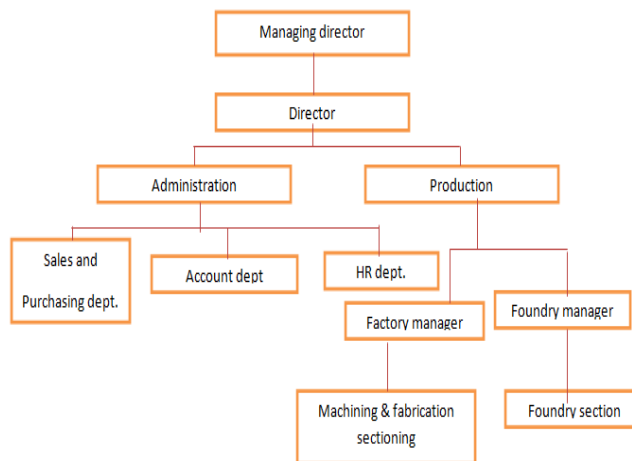 Managing director
Director
Administration
Production
Sales and
Purchasing dept.
Account dept
HR dept.
Factory manager
Foundry manager
Machining & fabrication
sectioning
Foundry section